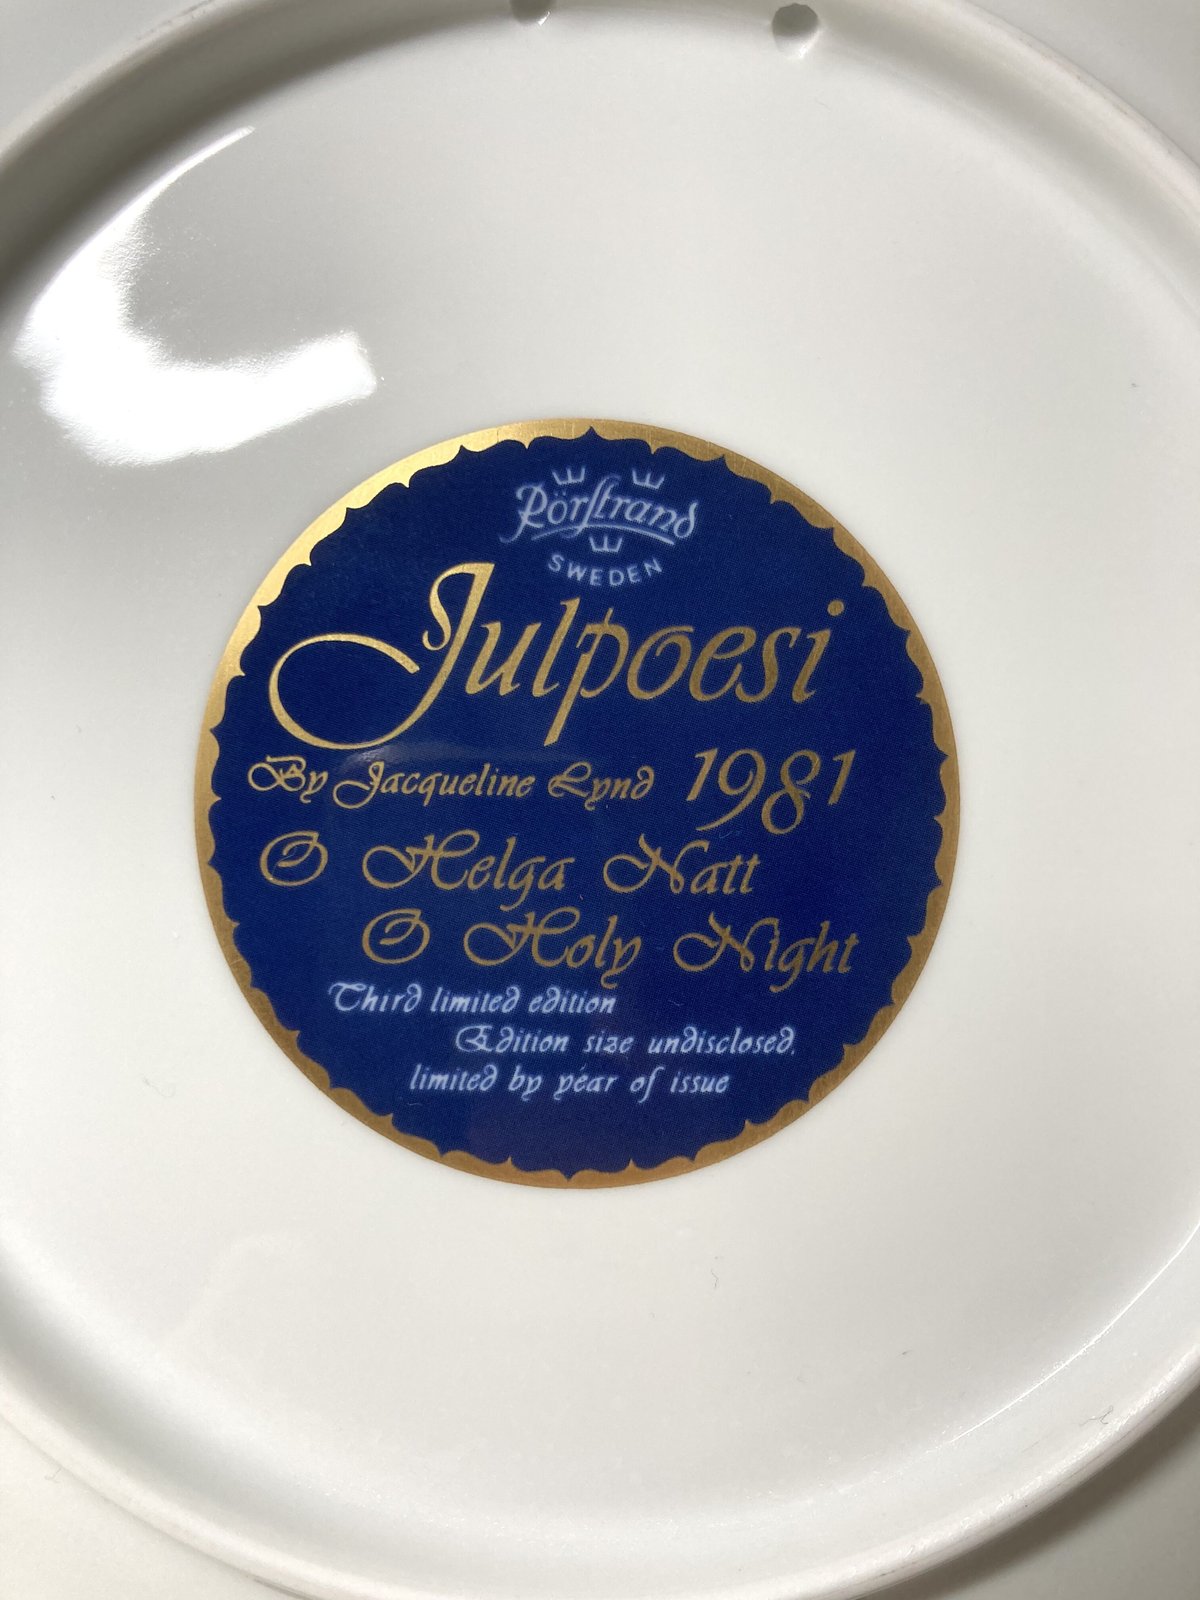 Rörstrand
SWEDEN
Julpoesi
By Jacqueline Lynd 1981
O Helga Natt
O Holy Night
Third limited edition
Edition size undisclosed.
limited by year of issue